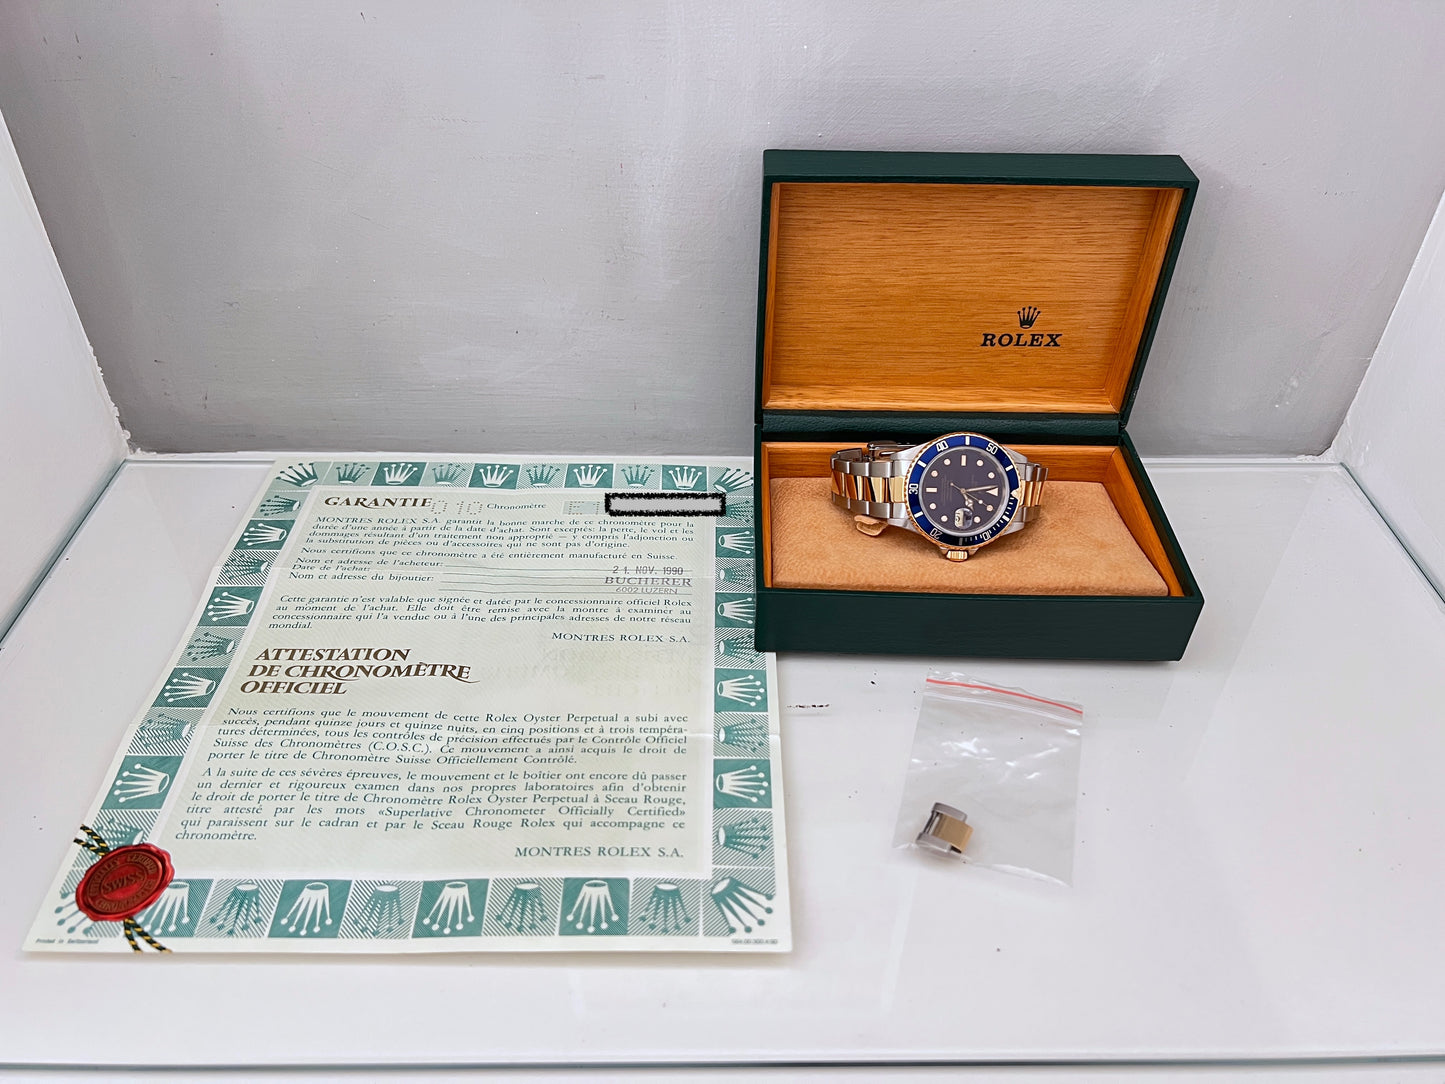 GARANTIE 010 Chronomètre
MONTRES ROLEX S.A. garantit la bonne marche de ce chronomètre pour la
durée d'une année à partir de la date d'achat. Sont exceptés: la perte, le vol et les
dommages résultant d'un traitement non approprié — y compris l'adjonction ou
la substitution de pièces ou d'accessoires qui ne sont pas d'origine.
Nous certifions que ce chronomètre a été entièrement manufacturé en Suisse.
Nom et adresse de l'acheteur:
Date de l'achat: 21. NOV. 1990
Nom et adresse du bijoutier: BUCHERER
6002 LUZERN
Cette garantie n'est valable que signée et datée par le concessionnaire officiel Rolex
au moment de l'achat. Elle doit être remise avec la montre à examiner au
concessionnaire qui l'a vendue ou à l'une des principales adresses de notre réseau
mondial.
MONTRES ROLEX S.A.
ATTESTATION
DE CHRONOMÈTRE
OFFICIEL
Nous certifions que le mouvement de cette Rolex Oyster Perpetual a subi avec
succès, pendant quinze jours et quinze nuits, en cinq positions et à trois tempéra-
tures déterminées, tous les contrôles de précision effectués par le Contrôle Officiel
Suisse des Chronomètres (C.O.S.C.). Ce mouvement a ainsi acquis le droit de
porter le titre de Chronomètre Suisse Officiellement Contrôlé.
A la suite de ces sévères épreuves, le mouvement et le boîtier ont encore dû passer
un dernier et rigoureux examen dans nos propres laboratoires afin d'obtenir
le droit de porter le titre de Chronomètre Rolex Oyster Perpetual à Sceau Rouge,
titre attesté par les mots «Superlative Chronometer Officially Certified»
qui paraissent sur le cadran et par le Sceau Rouge Rolex qui accompagne ce
chronomètre.
MONTRES ROLEX S.A.
SWISS
Printed in Switzerland
564.00.300.4.90
ROLEX
10
20
30
40
50